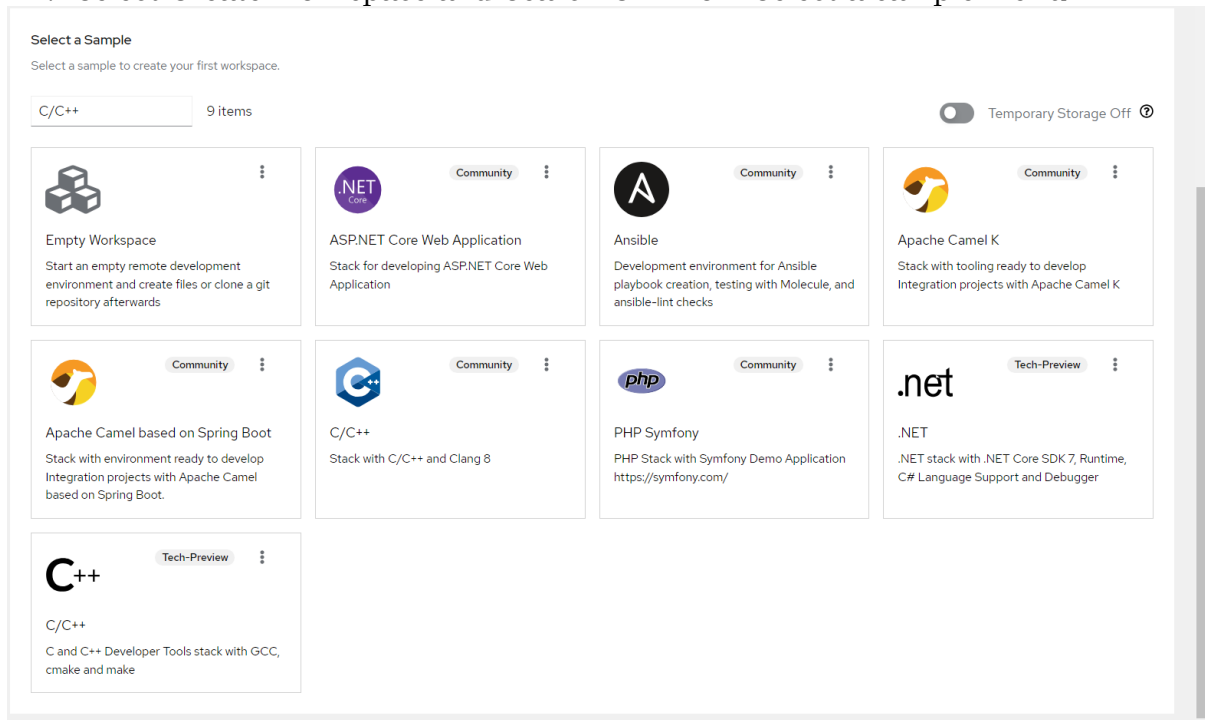 Select a Sample
Select a sample to create your first workspace.
C/C++ 9 items Temporary Storage Off
Empty Workspace
Start an empty remote development
environment and create files or clone a git
repository afterwards
.NET
Core
Community
ASP.NET Core Web Application
Stack for developing ASP.NET Core Web
Application
A
Community
Ansible
Development environment for Ansible
playbook creation, testing with Molecule, and
ansible-lint checks
Community
Apache Camel K
Stack with tooling ready to develop
Integration projects with Apache Camel K
Community
Apache Camel based on Spring Boot
Stack with environment ready to develop
Integration projects with Apache Camel
based on Spring Boot.
C++
Community
C/C++
Stack with C/C++ and Clang 8
php
Community
PHP Symfony
PHP Stack with Symfony Demo Application
https://symfony.com/
.net
Tech-Preview
.NET
.NET stack with .NET Core SDK 7, Runtime,
C# Language Support and Debugger
C++
Tech-Preview
C/C++
C and C++ Developer Tools stack with GCC,
cmake and make